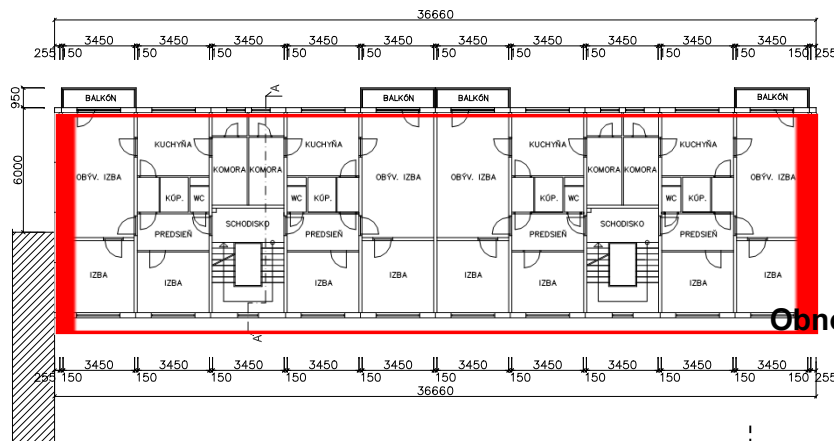 36660
255 3450 3450 3450 3450 3450 3450 3450 3450 3450 3450 255
150 150 150 150 150 150 150 150 150 150 150
950
6000
BALKÓN BALKÓN BALKÓN BALKÓN
A
KUCHYŇA KUCHYŇA KUCHYŇA KUCHYŇA
OBÝV. IZBA KOMORA KOMORA OBÝV. IZBA OBÝV. IZBA KOMORA KOMORA OBÝV. IZBA
KÚP. WC WC KÚP. KÚP. WC WC KÚP.
PREDSIEŇ SCHODISKO PREDSIEŇ PREDSIEŇ SCHODISKO PREDSIEŇ
IZBA IZBA IZBA IZBA IZBA IZBA IZBA IZBA
A'
Obno
255 3450 3450 3450 3450 3450 3450 3450 3450 3450 3450 255
150 150 150 150 150 150 150 150 150 150 150
36660